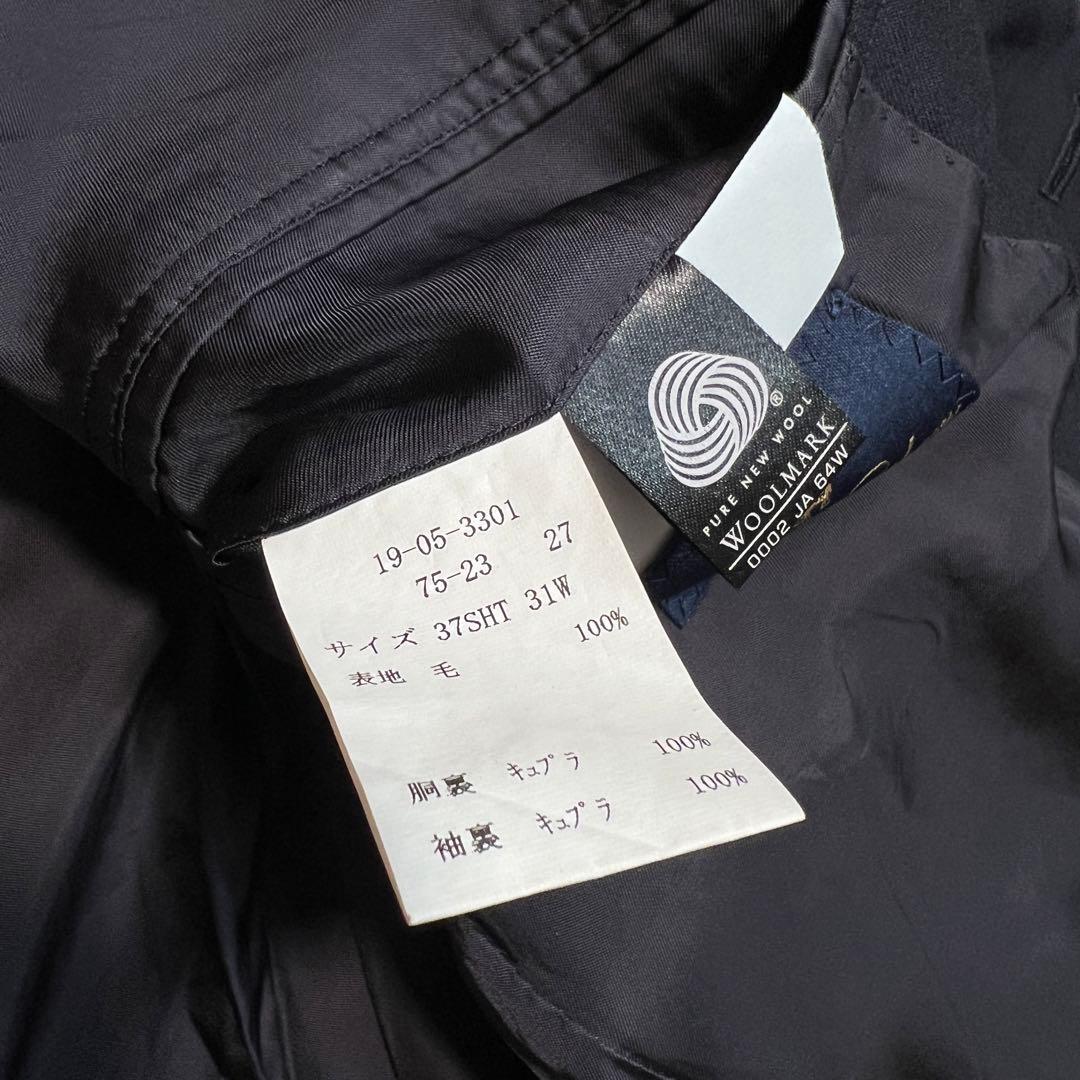 19-05-3301
75-23 27
サイズ 37SHT 31W
表地 毛 100%
胴裏 キュプラ 100%
袖裏 キュプラ 100%
®
PURE NEW WOOL
WOOLMARK
0002 JA 64W